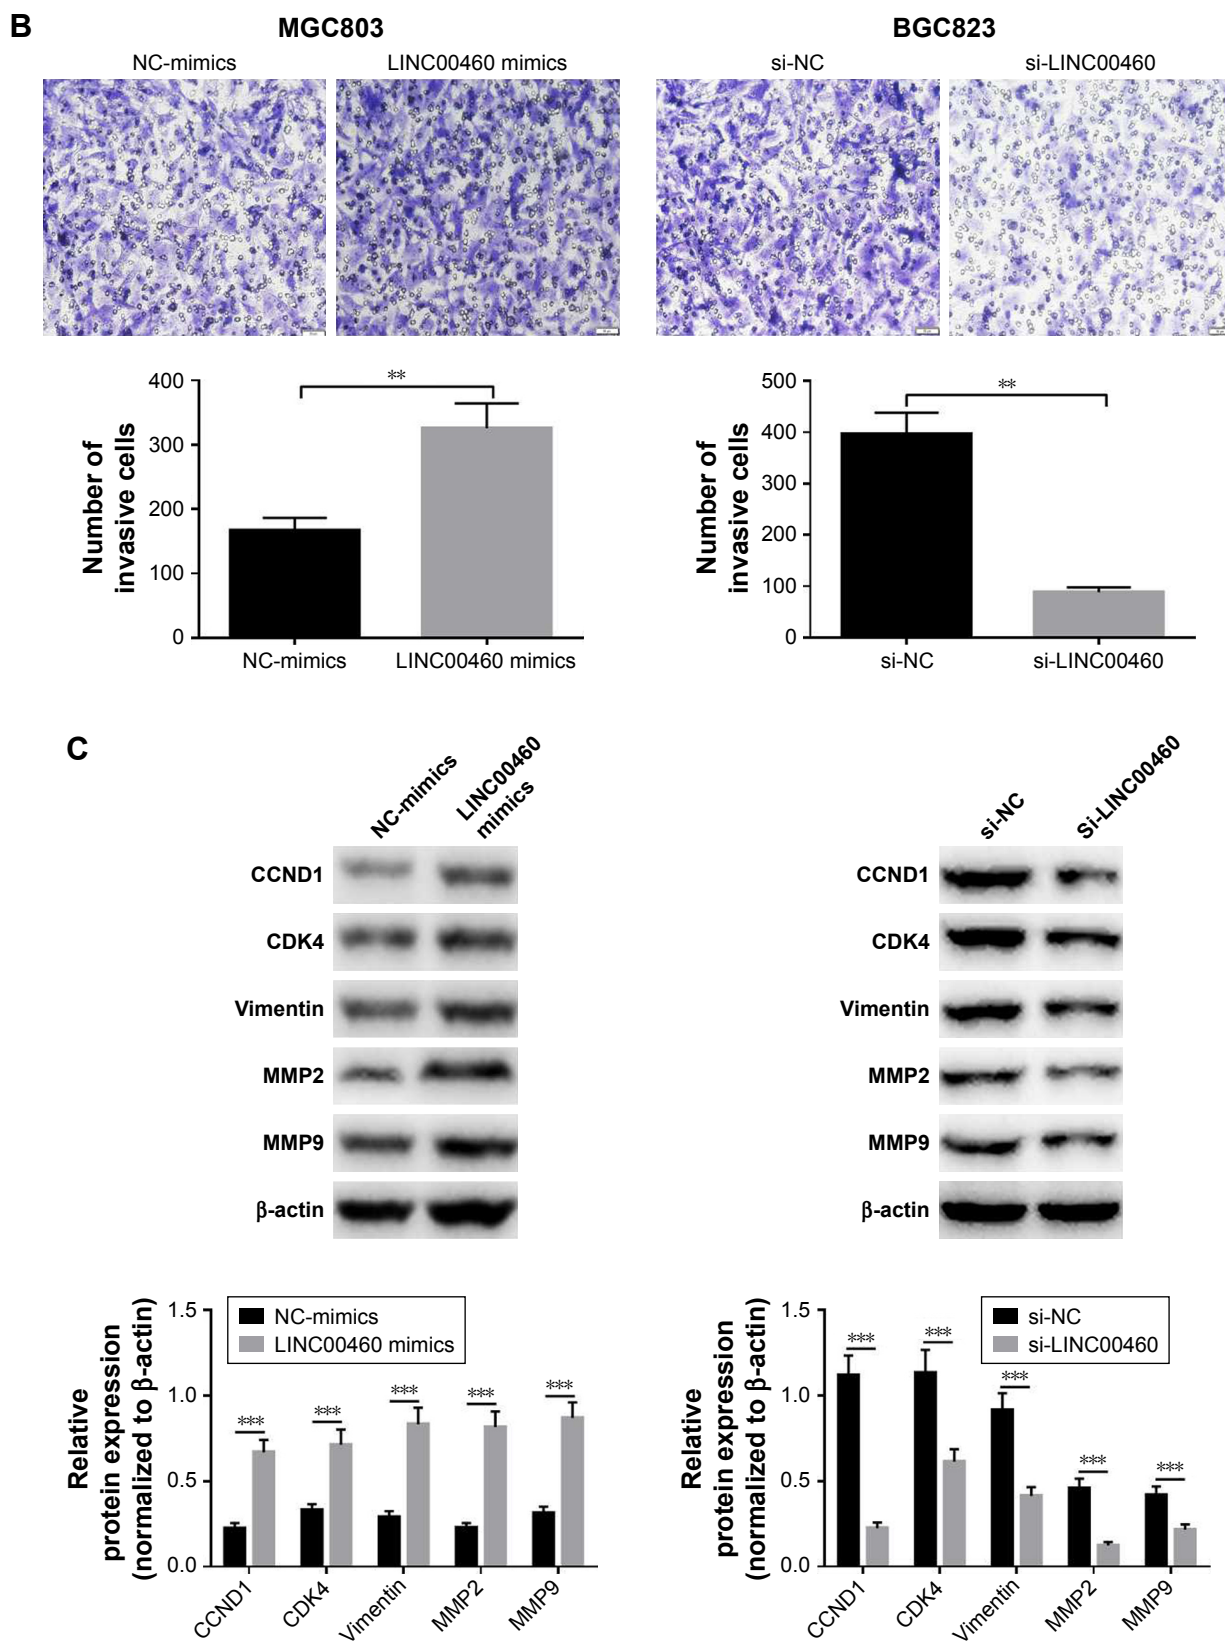 B
MGC803
BGC823
NC-mimics
LINC00460 mimics
si-NC
si-LINC00460
400
300
200
100
0
Number of
invasive cells
**
NC-mimics
LINC00460 mimics
500
400
300
200
100
0
Number of
invasive cells
**
si-NC
si-LINC00460
C
NC-mimics
LINC00460
mimics
CCND1
CDK4
Vimentin
MMP2
MMP9
β-actin
si-NC
Si-LINC00460
CCND1
CDK4
Vimentin
MMP2
MMP9
β-actin
1.5
1.0
0.5
0.0
Relative
protein expression
(normalized to β-actin)
NC-mimics
LINC00460 mimics
***
***
***
***
***
CCND1
CDK4
Vimentin
MMP2
MMP9
1.5
1.0
0.5
0.0
Relative
protein expression
(normalized to β-actin)
si-NC
si-LINC00460
***
***
***
***
***
CCND1
CDK4
Vimentin
MMP2
MMP9